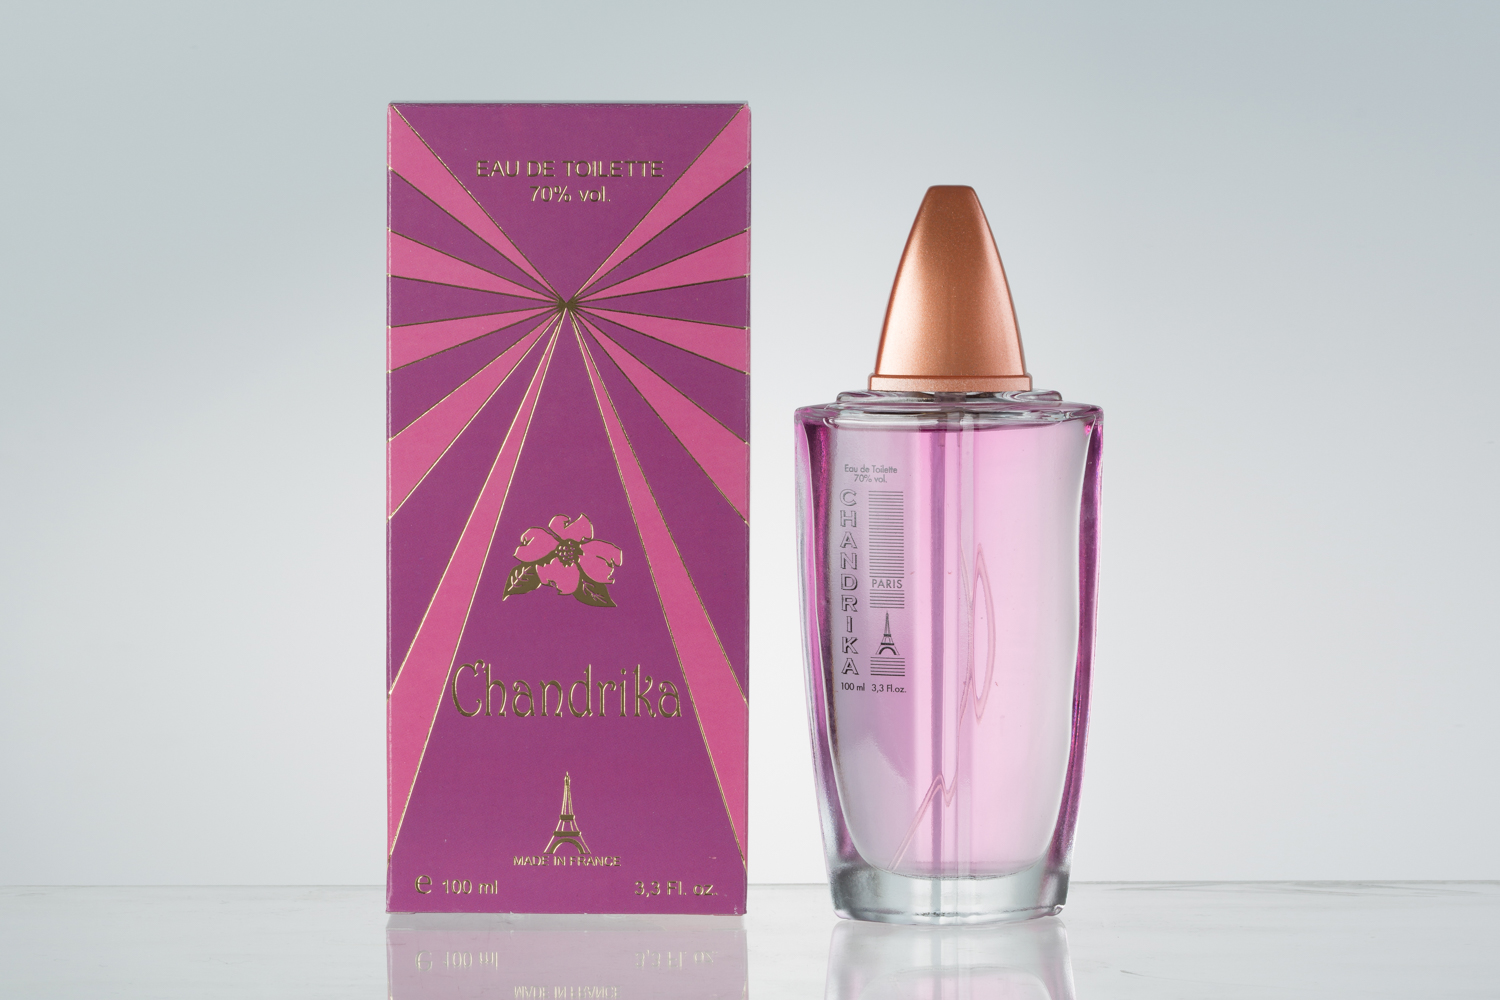 EAU DE TOILETTE
70% vol.
Chandrika
MADE IN FRANCE
e 100 ml 3,3 Fl. oz.
Eau de Toilette
70% vol.
CHANDRIKA
PARIS
100 ml 3,3 Fl.oz.